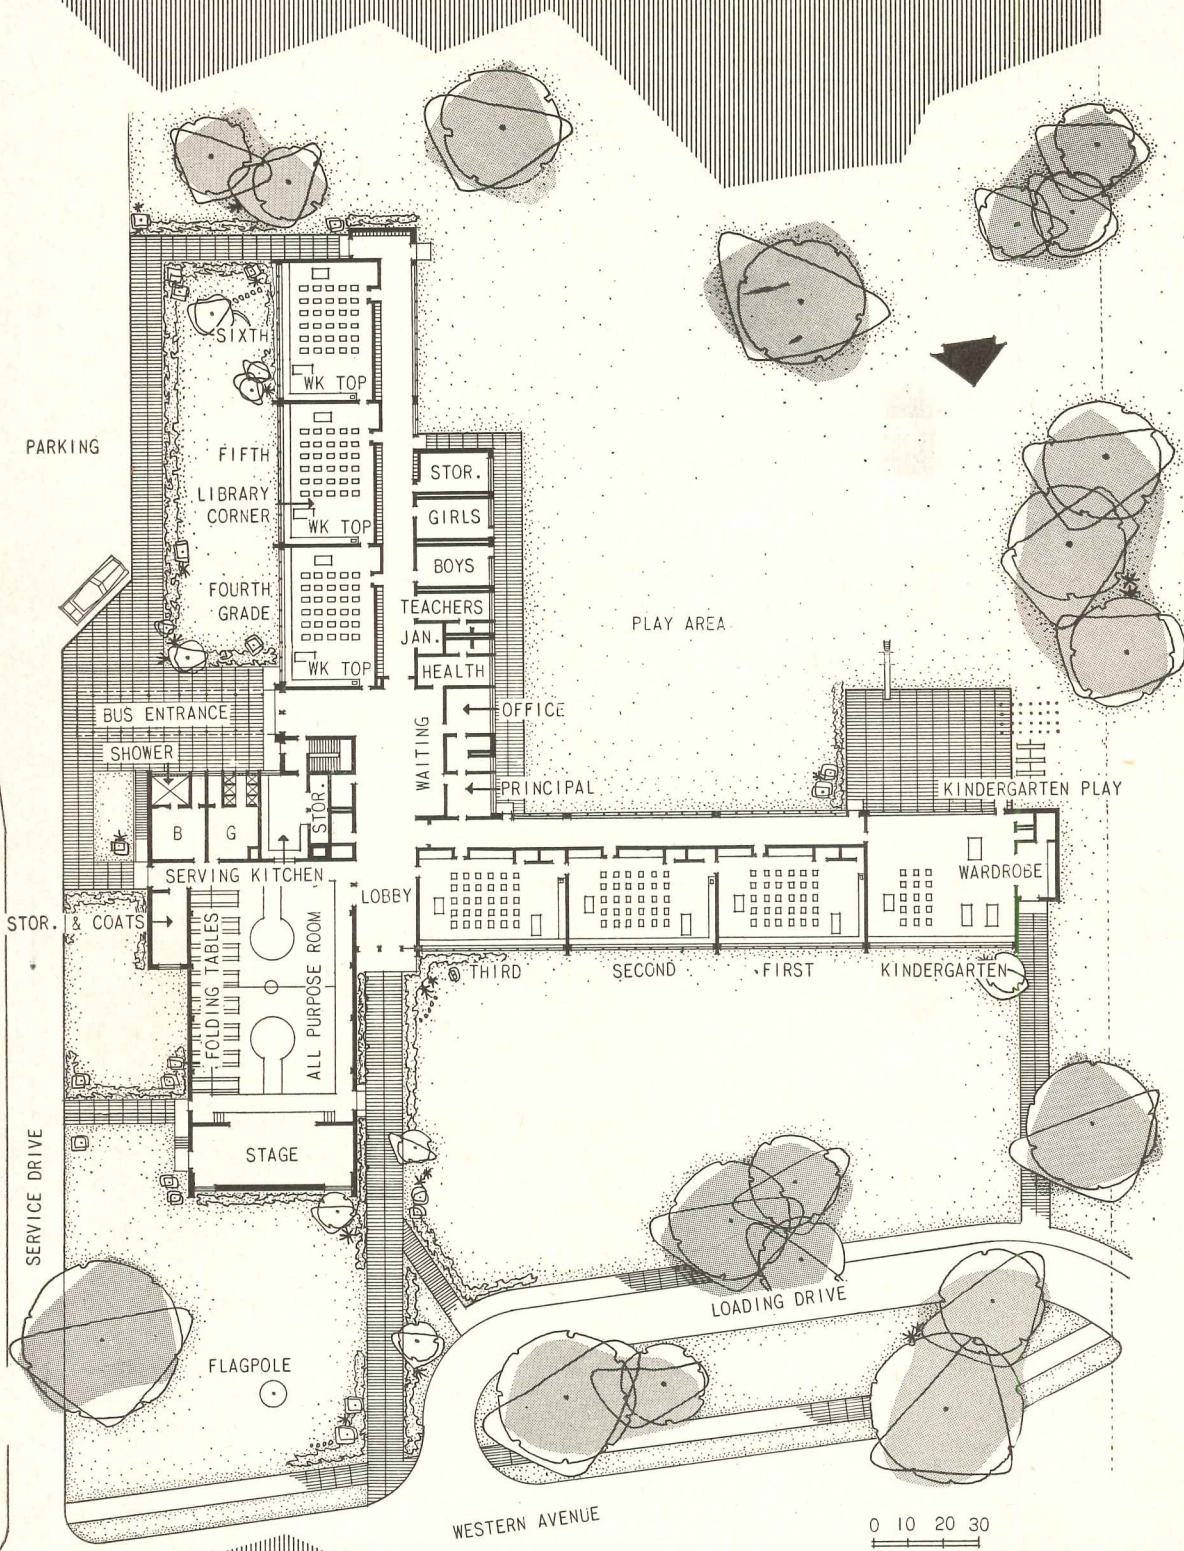 SIXTH
WK TOP
PARKING
FIFTH
STOR.
LIBRARY
CORNER
GIRLS
WK TOP
BOYS
FOURTH
GRADE
TEACHERS
JAN.
PLAY AREA
WK TOP
HEALTH
BUS ENTRANCE
OFFICE
WAITING
SHOWER
PRINCIPAL
KINDERGARTEN PLAY
STOR.
B
G
SERVING KITCHEN
WARDROBE
LOBBY
STOR. & COATS
FOLDING TABLES
ALL PURPOSE ROOM
THIRD
SECOND
FIRST
KINDERGARTEN
STAGE
SERVICE DRIVE
LOADING DRIVE
FLAGPOLE
WESTERN AVENUE
0 10 20 30